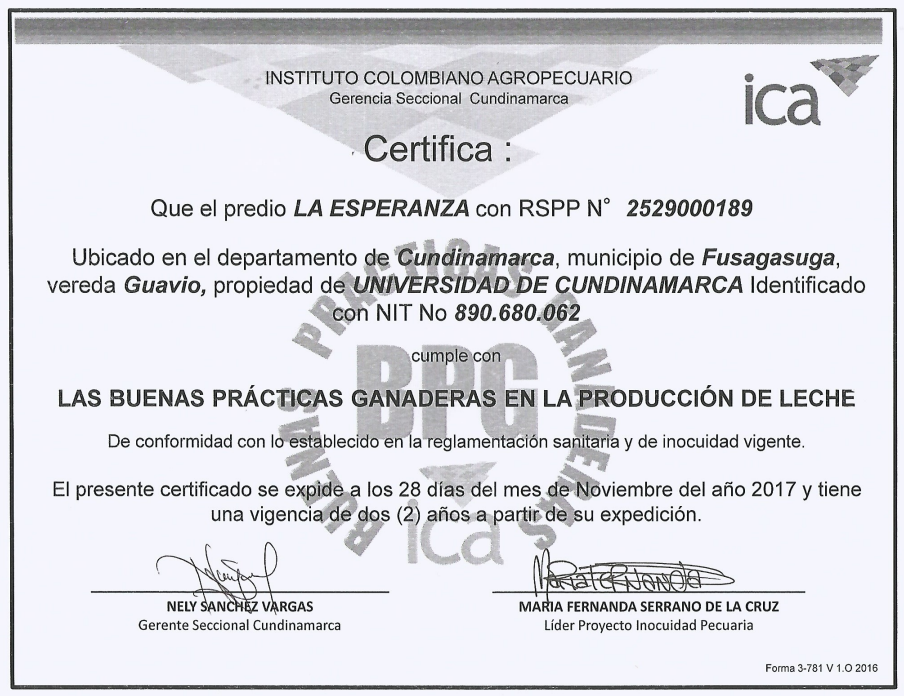 INSTITUTO COLOMBIANO AGROPECUARIO
Gerencia Seccional Cundinamarca
ica
Certifica :
Que el predio LA ESPERANZA con RSPP N° 2529000189
Ubicado en el departamento de Cundinamarca, municipio de Fusagasuga,
vereda Guavio, propiedad de UNIVERSIDAD DE CUNDINAMARCA Identificado
con NIT No 890.680.062
BUENAS PRACTICAS GANADERAS
BPG
ica
cumple con
LAS BUENAS PRÁCTICAS GANADERAS EN LA PRODUCCIÓN DE LECHE
De conformidad con lo establecido en la reglamentación sanitaria y de inocuidad vigente.
El presente certificado se expide a los 28 días del mes de Noviembre del año 2017 y tiene
una vigencia de dos (2) años a partir de su expedición.
Maria Fernanda
NELY SANCHEZ VARGAS
Gerente Seccional Cundinamarca
MARIA FERNANDA SERRANO DE LA CRUZ
Líder Proyecto Inocuidad Pecuaria
Forma 3-781 V 1.O 2016